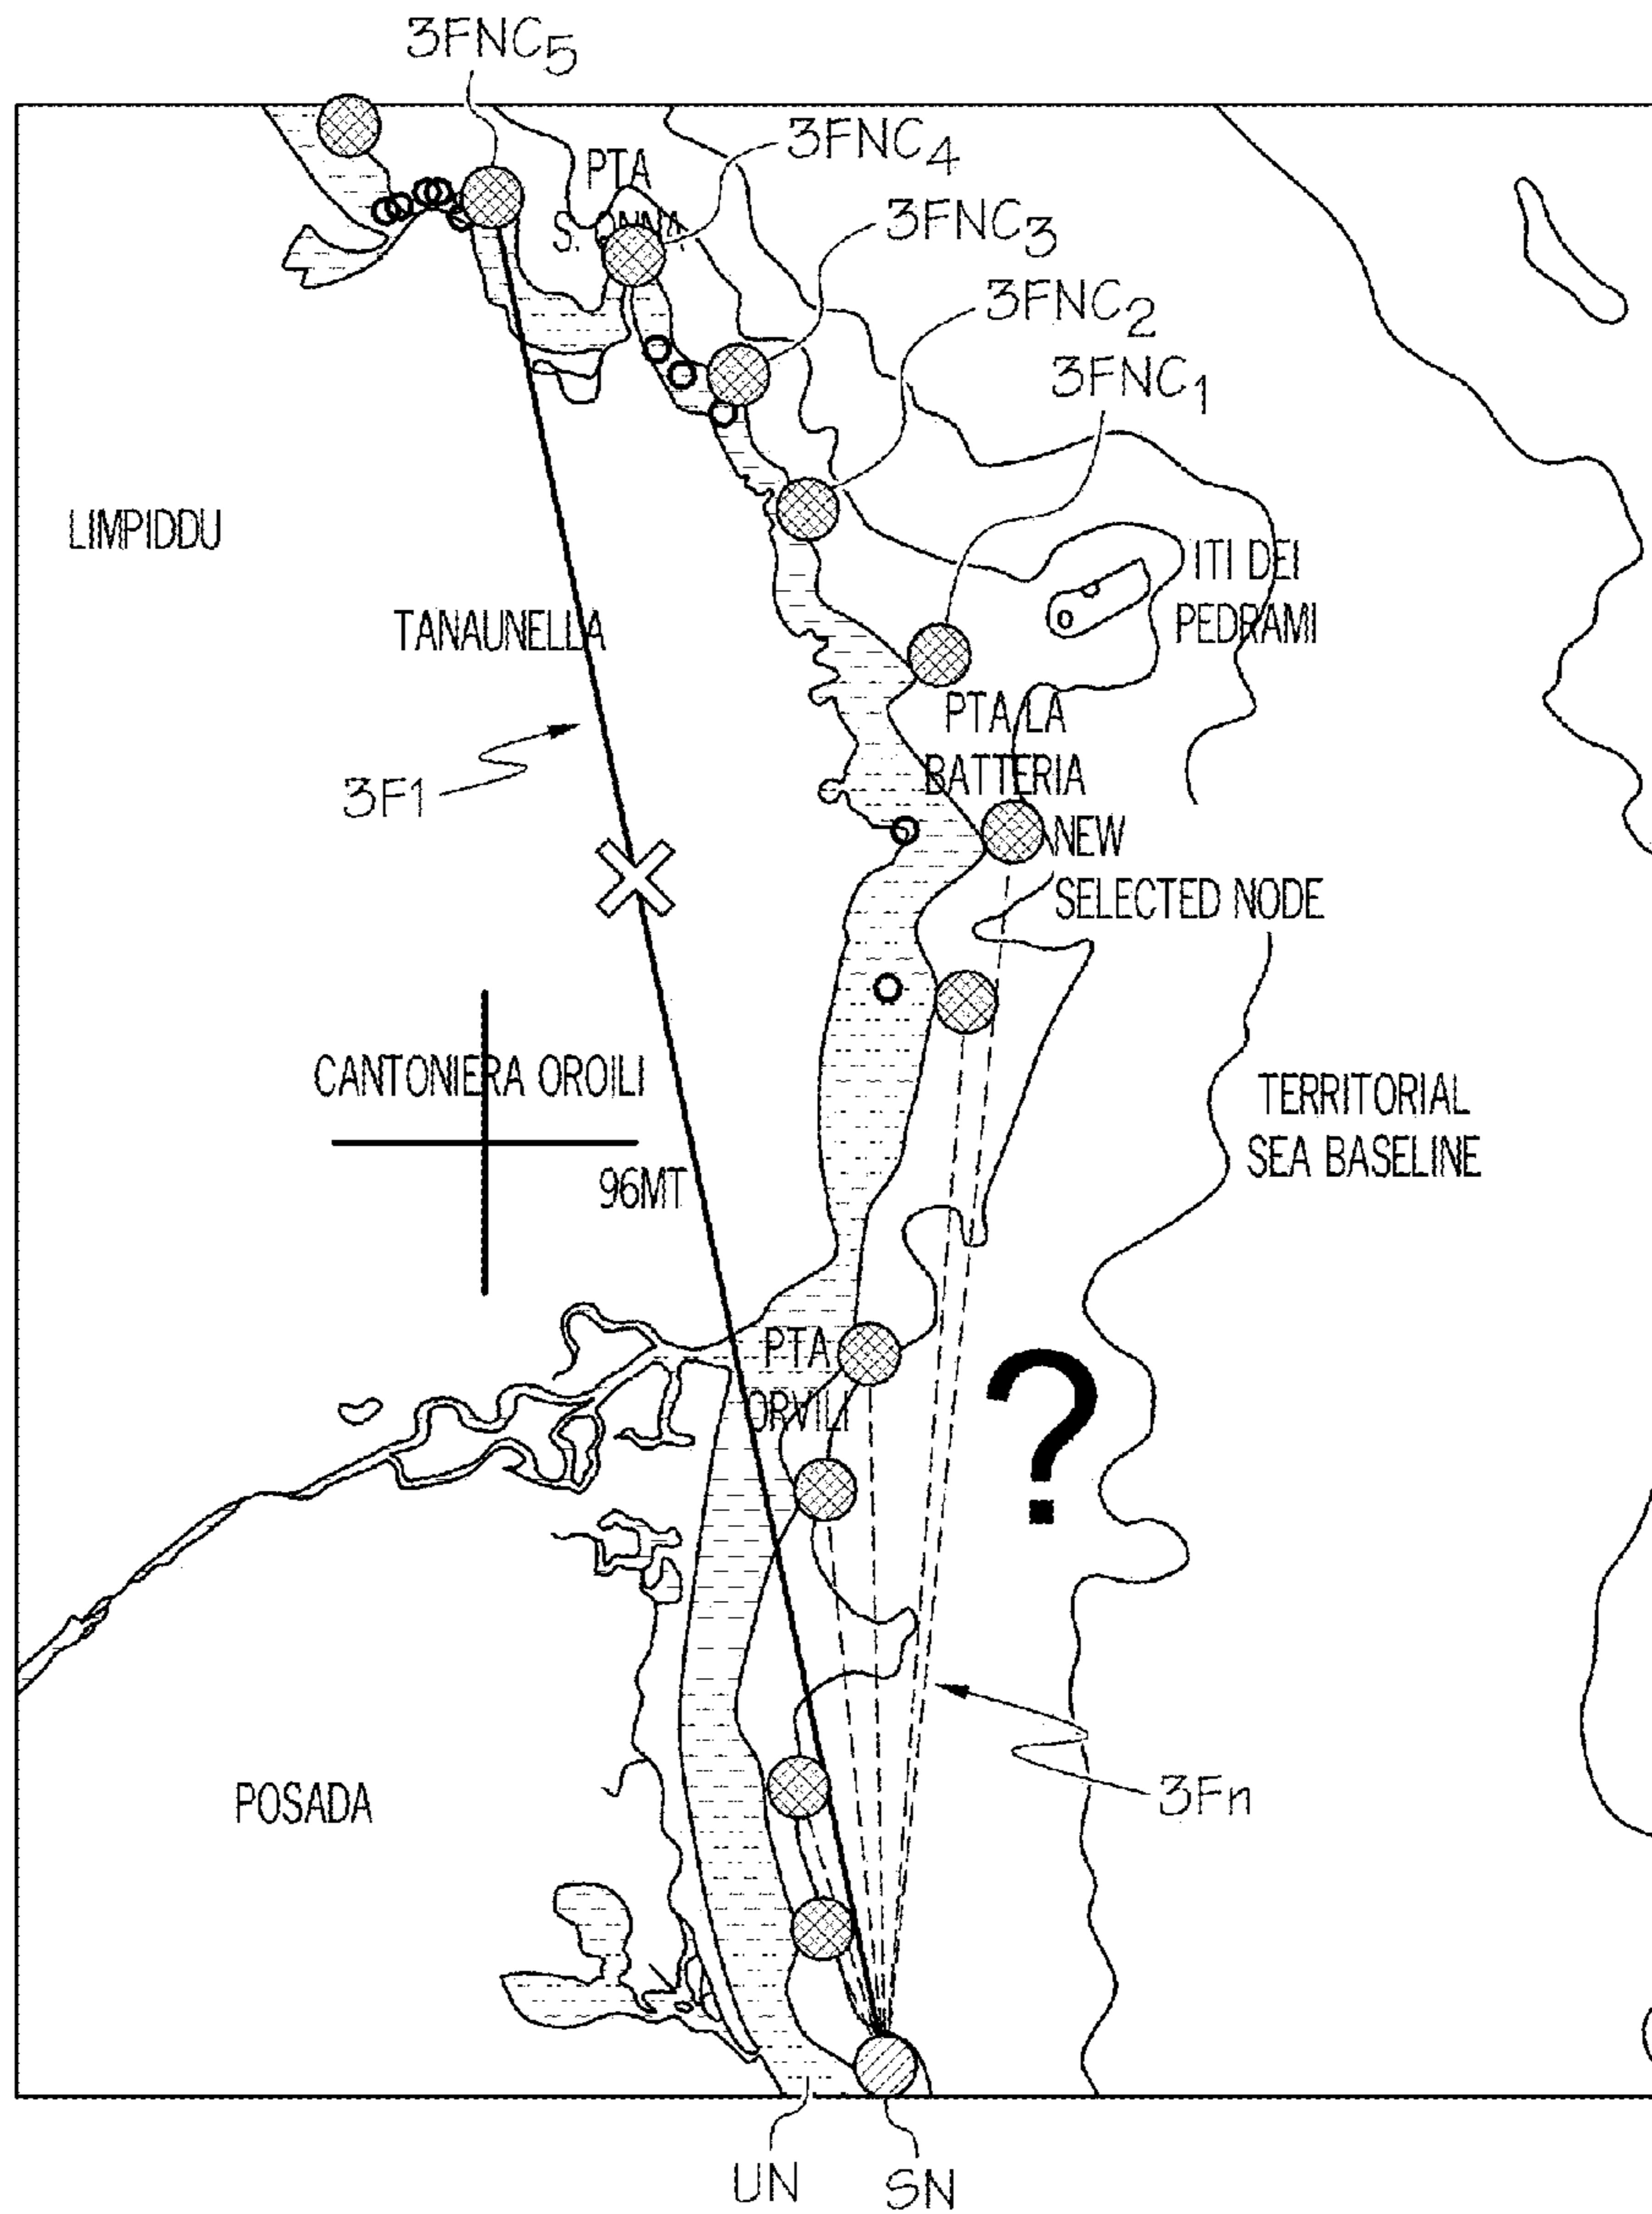 3FNC5
3FNC4
PTA
3FNC3
3FNC2
3FNC1
LIMPIDDU
ITI DEI
PEDRAMI
TANAUNELLA
PTA LA
BATTERIA
3F1
NEW
SELECTED NODE
CANTONIERA OROILI
TERRITORIAL
SEA BASELINE
96MT
PTA
ORVILI
?
3Fn
POSADA
UN
SN